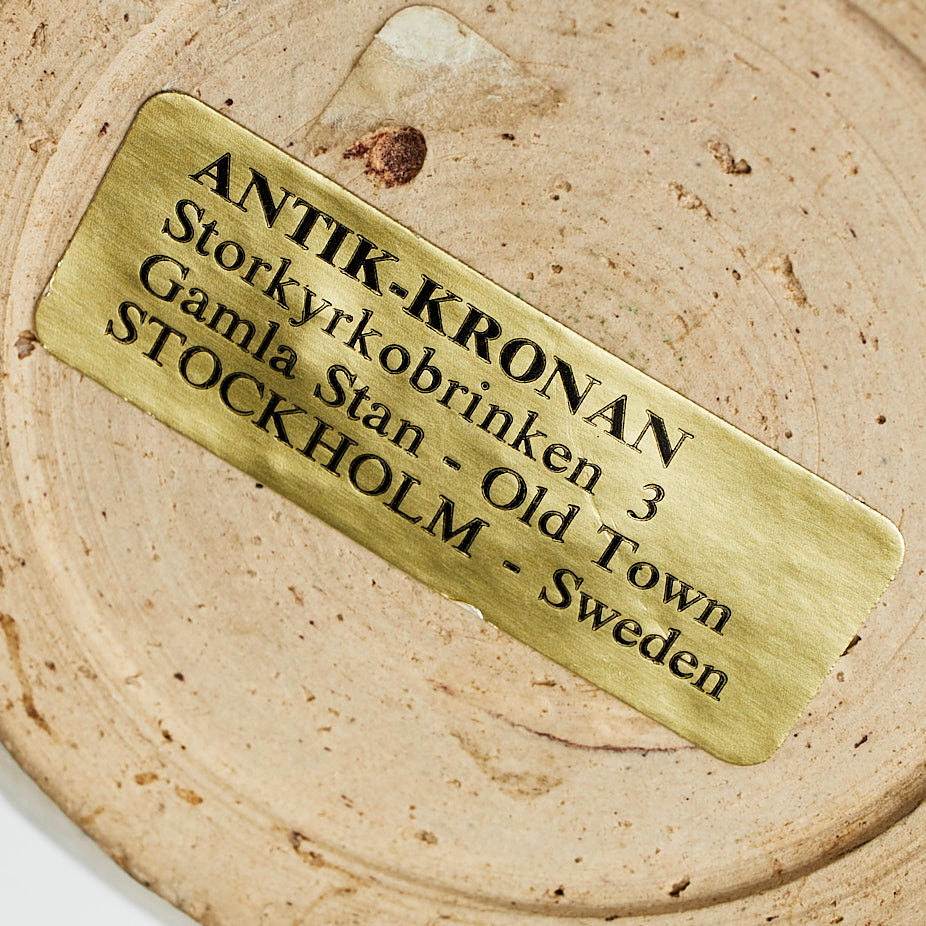 ANTIK-KRONAN
Storkyrkobrinken 3
Gamla Stan - Old Town
STOCKHOLM - Sweden